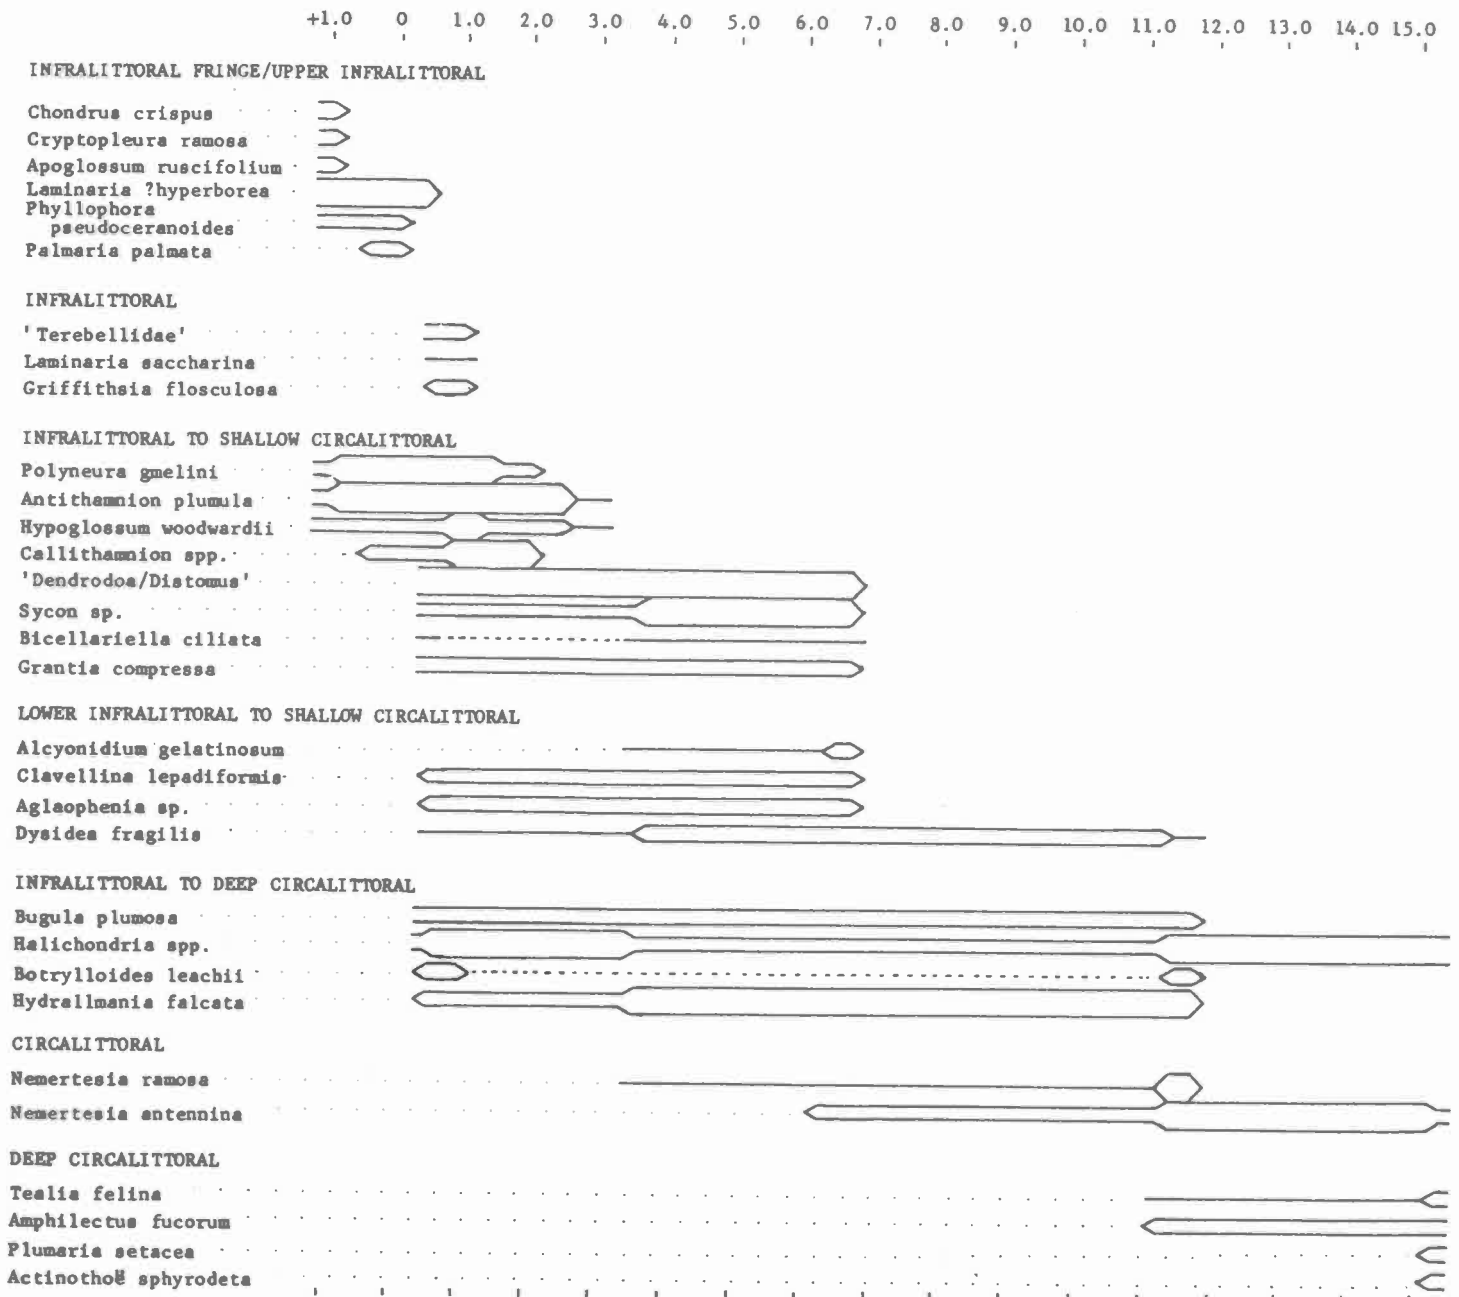 +1.0 0 1.0 2.0 3.0 4.0 5.0 6.0 7.0 8.0 9.0 10.0 11.0 12.0 13.0 14.0 15.0
INFRALITTORAL FRINGE/UPPER INFRALITTORAL
Chondrus crispus
Cryptopleura ramosa
Apoglossum ruscifolium
Laminaria ?hyperborea
Phyllophora
pseudoceranoides
Palmaria palmata
INFRALITTORAL
'Terebellidae'
Laminaria saccharina
Griffithsia flosculosa
INFRALITTORAL TO SHALLOW CIRCALITTORAL
Polyneura gmelini
Antithamnion plumula
Hypoglossum woodwardii
Callithamnion spp.
'Dendrodoa/Distomus'
Sycon sp.
Bicellariella ciliata
Grantia compressa
LOWER INFRALITTORAL TO SHALLOW CIRCALITTORAL
Alcyonidium gelatinosum
Clavellina lepadiformis
Aglaophenia sp.
Dysidea fragilis
INFRALITTORAL TO DEEP CIRCALITTORAL
Bugula plumosa
Halichondria spp.
Botrylloides leachii
Hydrallmania falcata
CIRCALITTORAL
Nemertesia ramosa
Nemertesia antennina
DEEP CIRCALITTORAL
Tealia felina
Amphilectus fucorum
Plumaria setacea
Actinothoë sphyrodeta